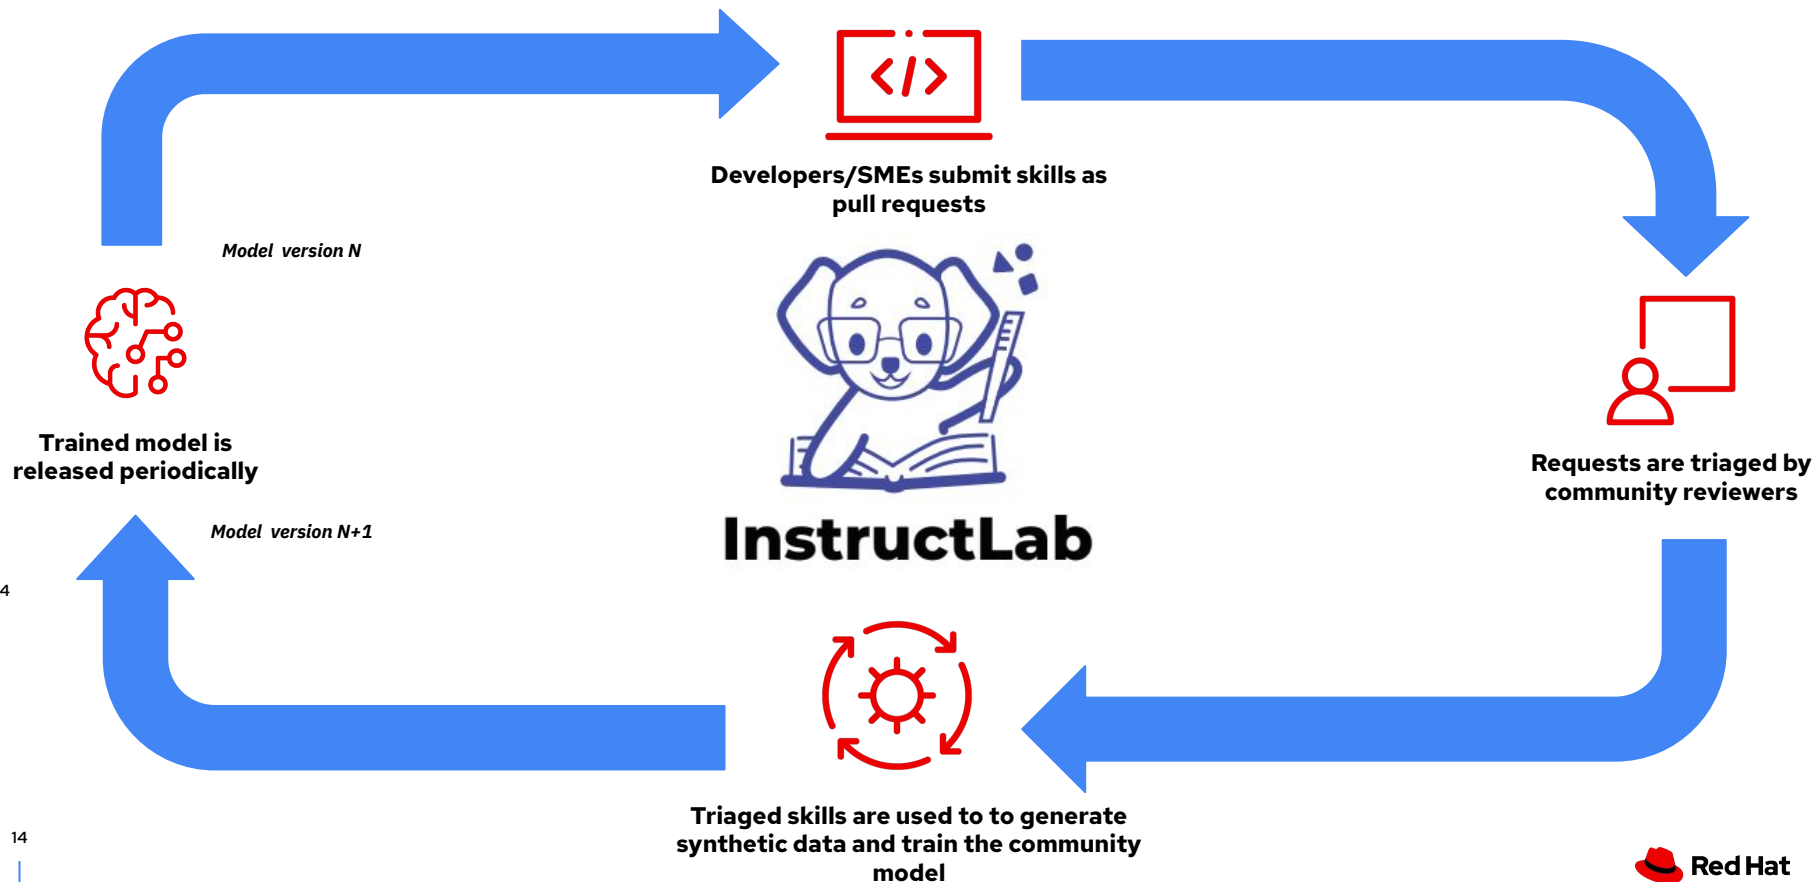 Developers/SMEs submit skills as
pull requests
Model version N
Trained model is
released periodically
Requests are triaged by
community reviewers
InstructLab
Model version N+1
4
Triaged skills are used to to generate
synthetic data and train the community
model
14
Red Hat